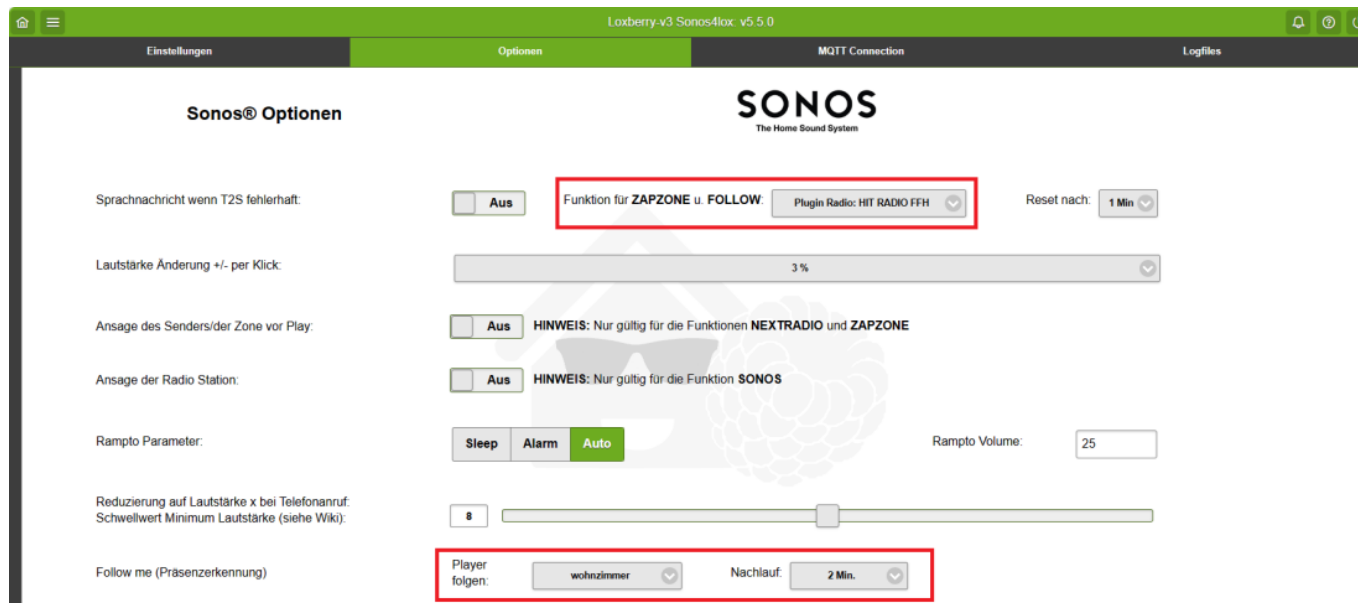 Loxberry-v3 Sonos4lox: v5.5.0
Einstellungen Optionen MQTT Connection Logfiles
Sonos® Optionen
SONOS
The Home Sound System
Sprachnachricht wenn T2S fehlerhaft: Aus Funktion für ZAPZONE u. FOLLOW: Plugin Radio: HIT RADIO FFH Reset nach: 1 Min
Lautstärke Änderung +/- per Klick: 3 %
Ansage des Senders/der Zone vor Play: Aus HINWEIS: Nur gültig für die Funktionen NEXTRADIO und ZAPZONE
Ansage der Radio Station: Aus HINWEIS: Nur gültig für die Funktion SONOS
Rampto Parameter: Sleep Alarm Auto Rampto Volume: 25
Reduzierung auf Lautstärke x bei Telefonanruf:
Schwellwert Minimum Lautstärke (siehe Wiki): 8
Follow me (Präsenzerkennung) Player folgen: wohnzimmer Nachlauf: 2 Min.